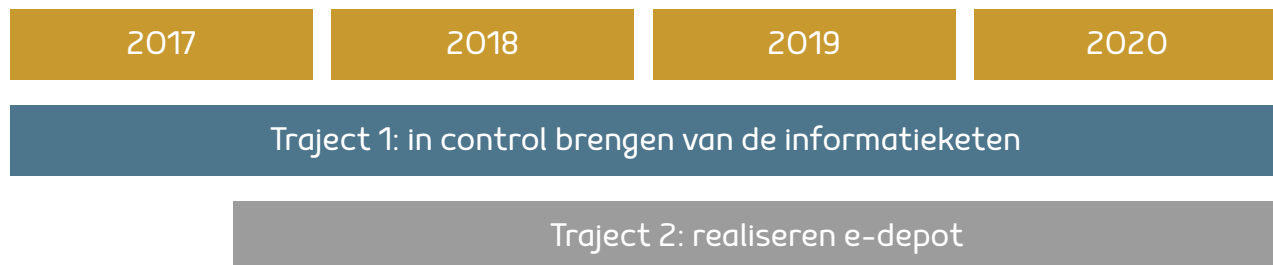 2017 2018 2019 2020
Traject 1: in control brengen van de informatieketen
Traject 2: realiseren e-depot